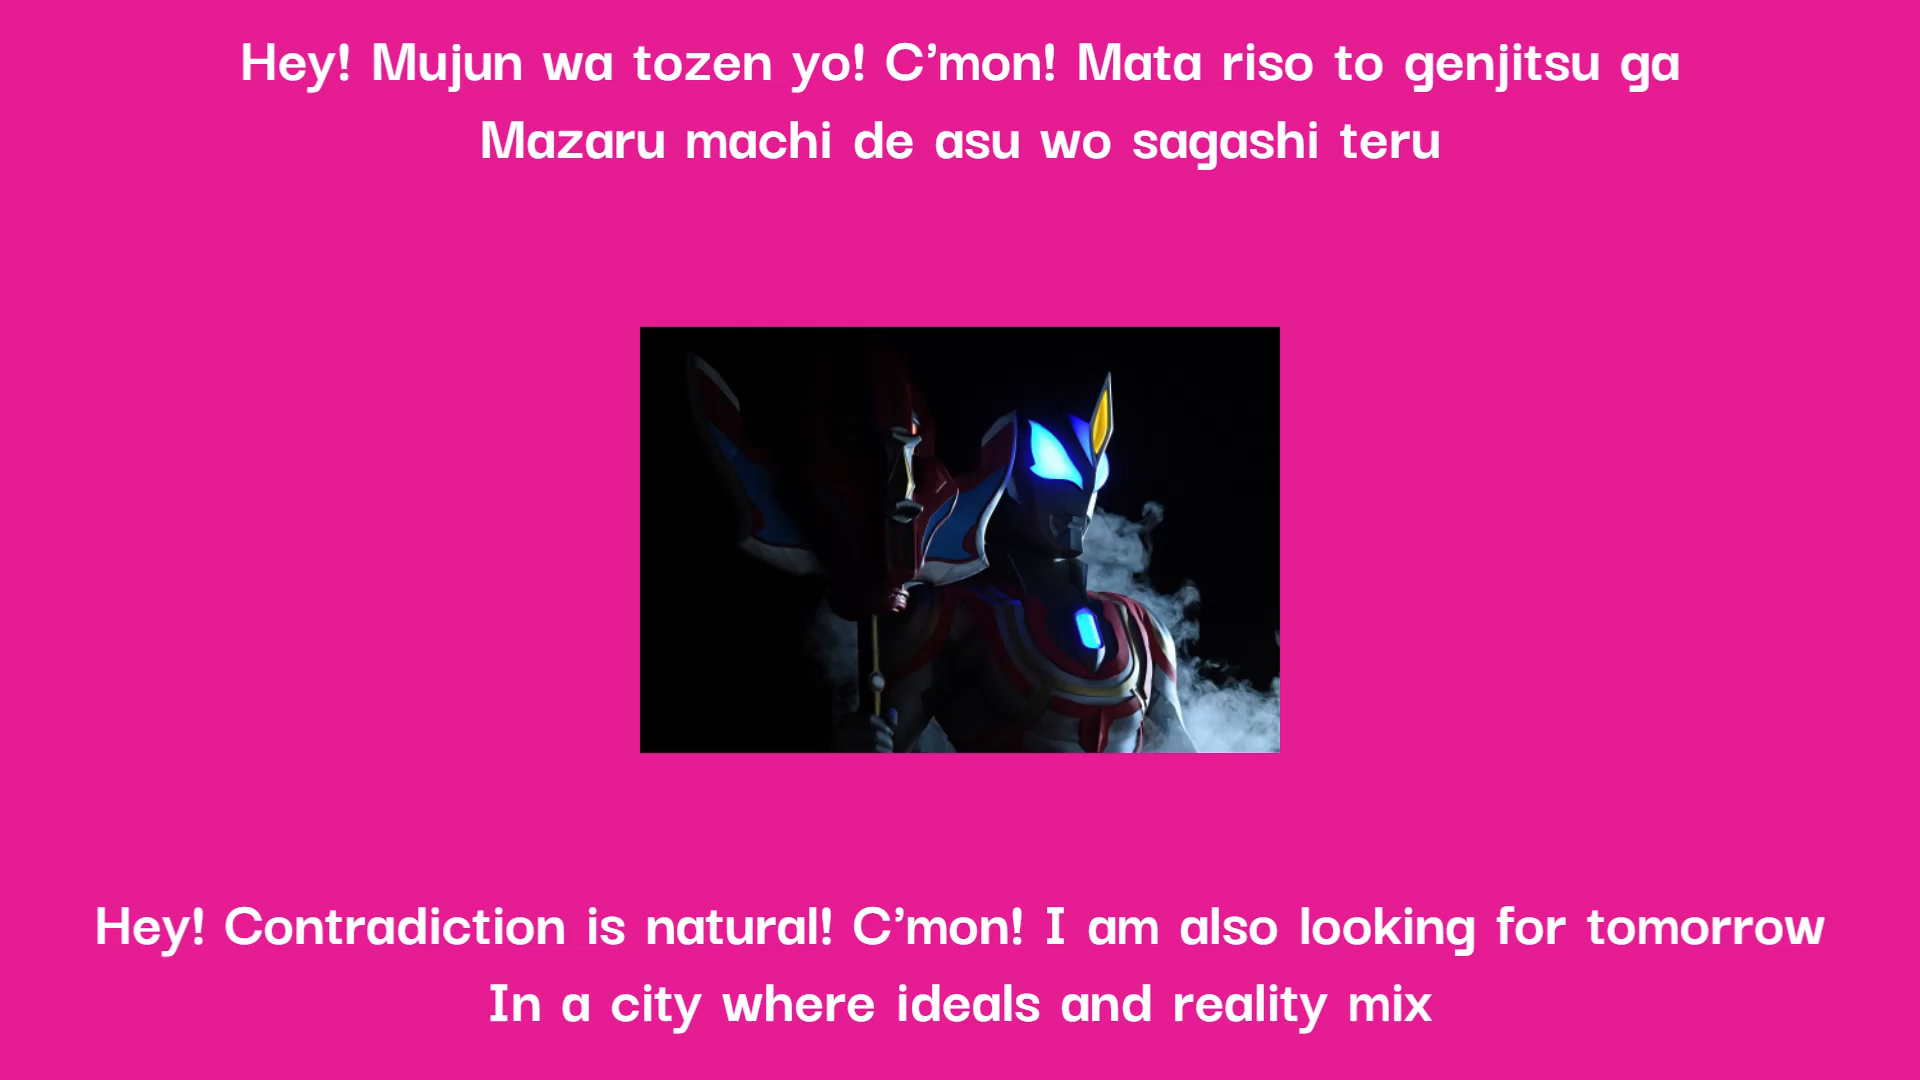 Hey! Mujun wa tozen yo! C’mon! Mata riso to genjitsu ga
Mazaru machi de asu wo sagashi teru
Hey! Contradiction is natural! C’mon! I am also looking for tomorrow
In a city where ideals and reality mix